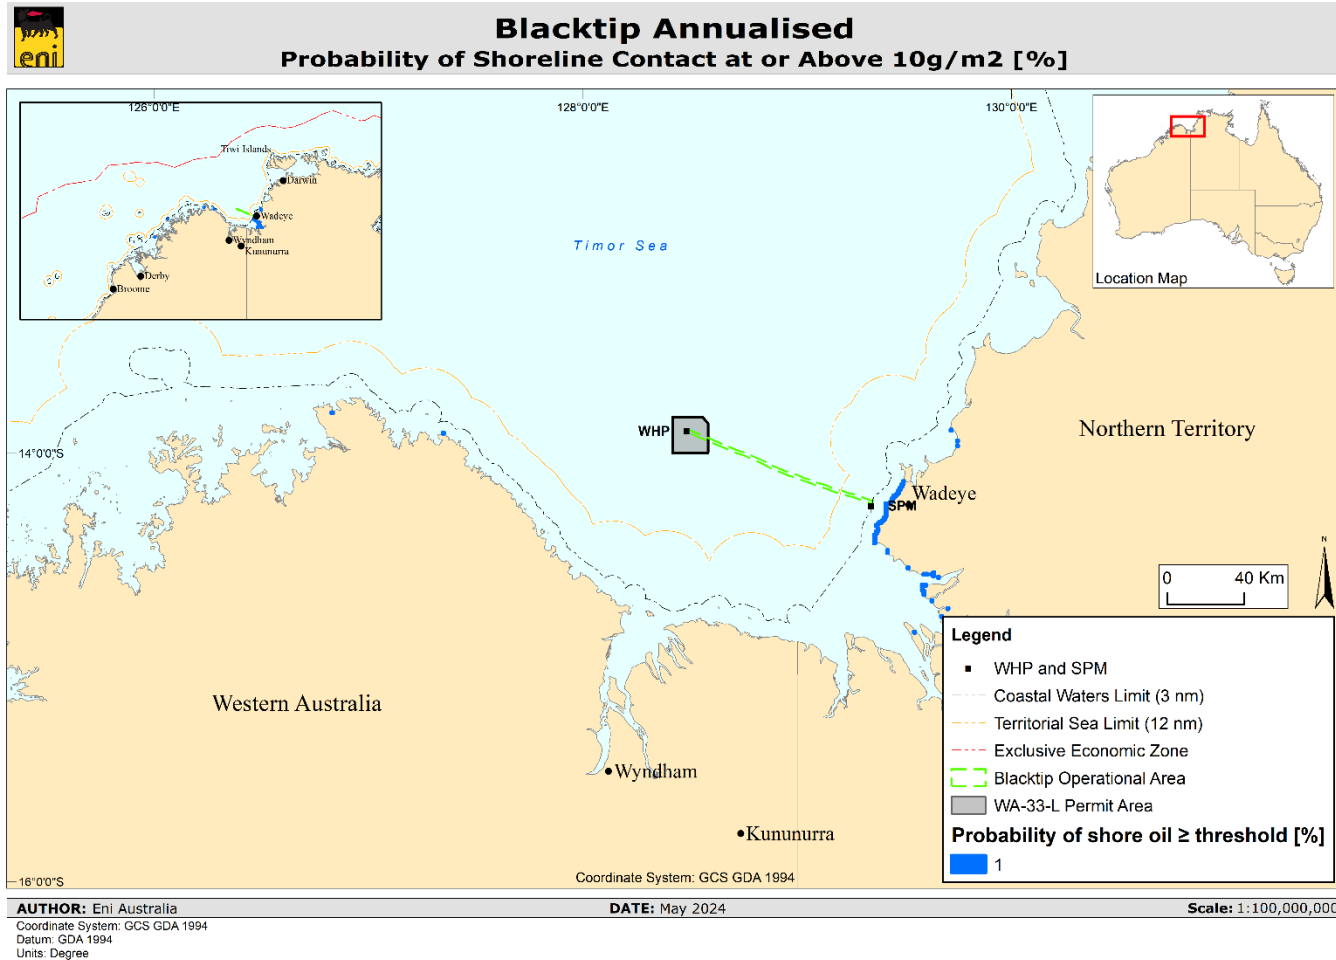 eni
Blacktip Annualised
Probability of Shoreline Contact at or Above 10g/m2 [%]
126°0'0"E
128°0'0"E
130°0'0"E
Tiwi Islands
Darwin
Wadeye
Wyndham
Kununurra
Derby
Broome
Location Map
Timor Sea
WHP
14°0'0"S
Northern Territory
Wadeye
SPM
N
0 40 Km
Western Australia
Wyndham
Kununurra
16°0'0"S
Coordinate System: GCS GDA 1994
Legend
WHP and SPM
Coastal Waters Limit (3 nm)
Territorial Sea Limit (12 nm)
Exclusive Economic Zone
Blacktip Operational Area
WA-33-L Permit Area
Probability of shore oil ≥ threshold [%]
1
AUTHOR: Eni Australia
DATE: May 2024
Scale: 1:100,000,000
Coordinate System: GCS GDA 1994
Datum: GDA 1994
Units: Degree